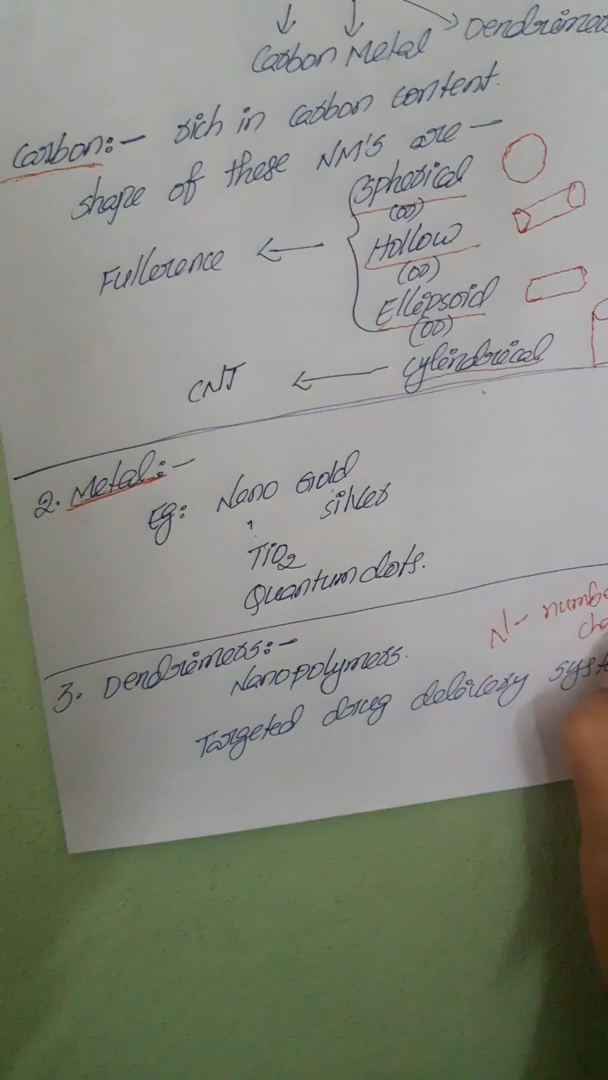 Carbon Metal Dendrimers
Carbon:- rich in carbon content.
shape of these NM's are -
Spherical
(or)
Fullerence ← Hollow
(or)
Ellipsoid
(or)
CNT ← cylindrical
2. Metal:-
Eg: Nano Gold
silver
TiO2
Quantum dots.
3. Dendrimers:-
Nanopolymers.
N - numbe
Targeted drug delivery syst